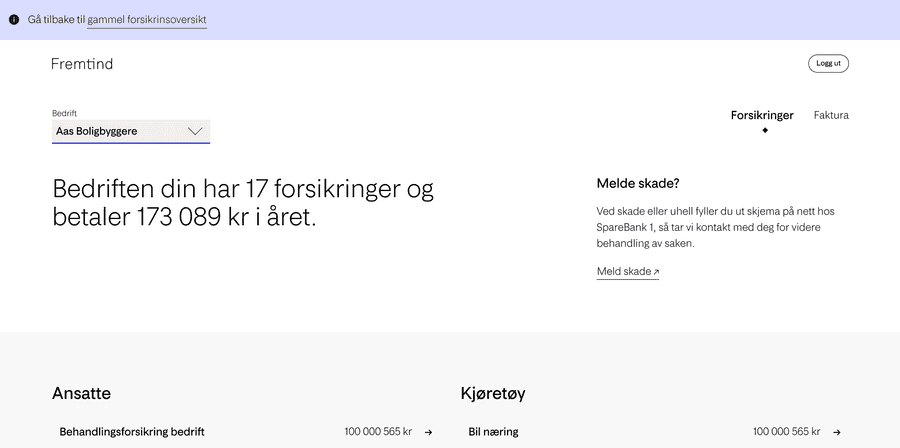 Gå tilbake til gammel forsikrinsoversikt
Fremtind
Logg ut
Bedrift
Aas Boligbyggere
Forsikringer
Faktura
Bedriften din har 17 forsikringer og
betaler 173 089 kr i året.
Melde skade?
Ved skade eller uhell fyller du ut skjema på nett hos
SpareBank 1, så tar vi kontakt med deg for videre
behandling av saken.
Meld skade↗
Ansatte
Behandlingsforsikring bedrift 100 000 565 kr →
Kjøretøy
Bil næring 100 000 565 kr →